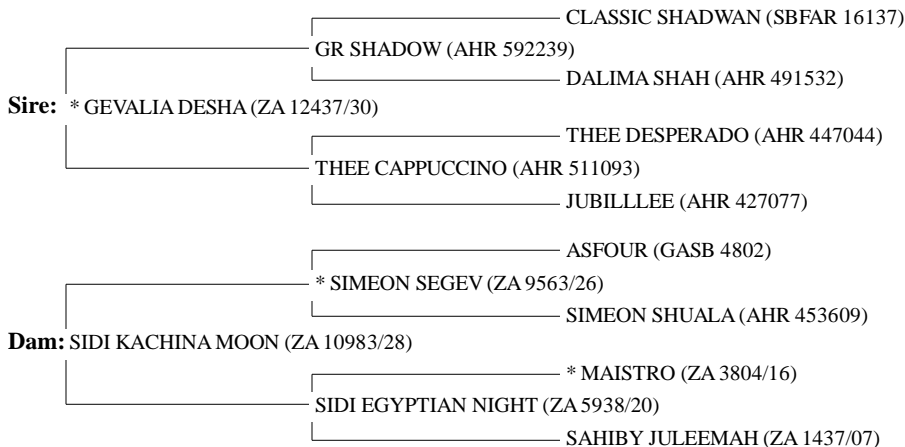 CLASSIC SHADWAN (SBFAR 16137)
GR SHADOW (AHR 592239)
DALIMA SHAH (AHR 491532)
Sire: * GEVALIA DESHA (ZA 12437/30)
THEE DESPERADO (AHR 447044)
THEE CAPPUCCINO (AHR 511093)
JUBILLLEE (AHR 427077)
ASFOUR (GASB 4802)
* SIMEON SEGEV (ZA 9563/26)
SIMEON SHUALA (AHR 453609)
Dam: SIDI KACHINA MOON (ZA 10983/28)
* MAISTRO (ZA 3804/16)
SIDI EGYPTIAN NIGHT (ZA 5938/20)
SAHIBY JULEEMAH (ZA 1437/07)